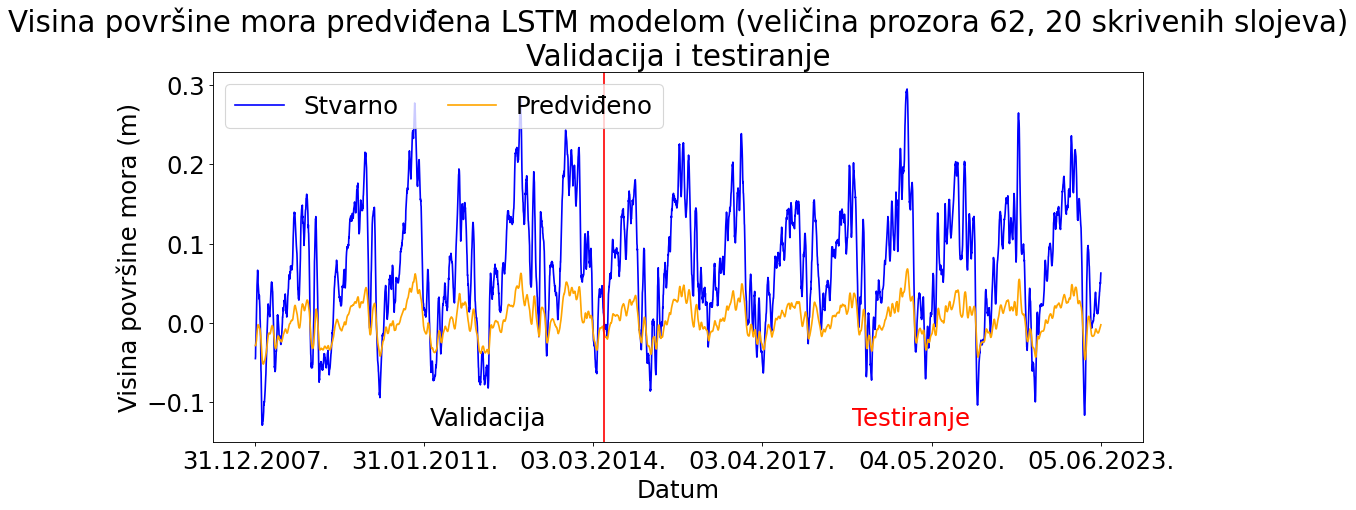 Visina površine mora predviđena LSTM modelom (veličina prozora 62, 20 skrivenih slojeva)
Validacija i testiranje
Stvarno
Predviđeno
Visina površine mora (m)
0.3
0.2
0.1
0.0
−0.1
Validacija
Testiranje
31.12.2007.
31.01.2011.
03.03.2014.
03.04.2017.
04.05.2020.
05.06.2023.
Datum